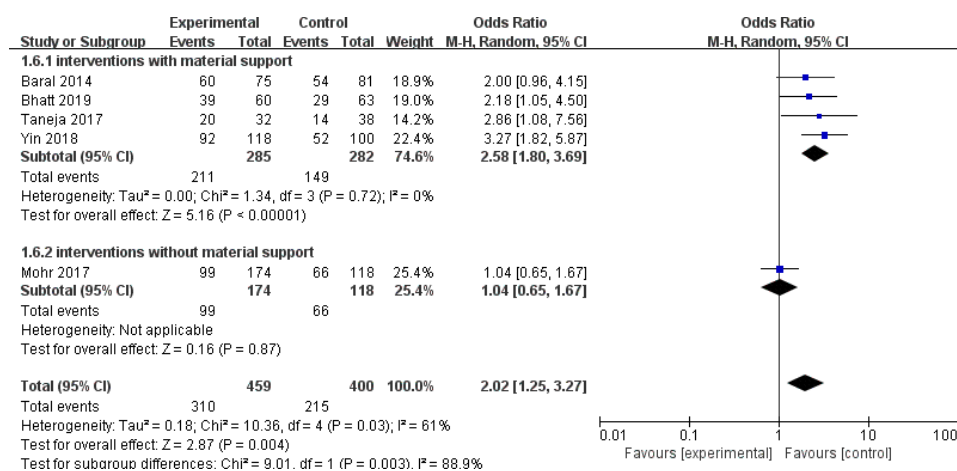 Experimental Control Odds Ratio Odds Ratio
Study or Subgroup Events Total Events Total Weight M-H, Random, 95% CI M-H, Random, 95% CI
1.6.1 interventions with material support
Baral 2014 60 75 54 81 18.9% 2.00 [0.96, 4.15]
Bhatt 2019 39 60 29 63 19.0% 2.18 [1.05, 4.50]
Taneja 2017 20 32 14 38 14.2% 2.86 [1.08, 7.56]
Yin 2018 92 118 52 100 22.4% 3.27 [1.82, 5.87]
Subtotal (95% CI) 285 282 74.6% 2.58 [1.80, 3.69]
Total events 211 149
Heterogeneity: Tau² = 0.00; Chi² = 1.34, df = 3 (P = 0.72); I² = 0%
Test for overall effect: Z = 5.16 (P < 0.00001)
1.6.2 interventions without material support
Mohr 2017 99 174 66 118 25.4% 1.04 [0.65, 1.67]
Subtotal (95% CI) 174 118 25.4% 1.04 [0.65, 1.67]
Total events 99 66
Heterogeneity: Not applicable
Test for overall effect: Z = 0.16 (P = 0.87)
Total (95% CI) 459 400 100.0% 2.02 [1.25, 3.27]
Total events 310 215
Heterogeneity: Tau² = 0.18; Chi² = 10.36, df = 4 (P = 0.03); I² = 61%
Test for overall effect: Z = 2.87 (P = 0.004)
Test for subgroup differences: Chi² = 9.01, df = 1 (P = 0.003), I² = 88.9%
0.01 0.1 1 10 100
Favours [experimental] Favours [control]